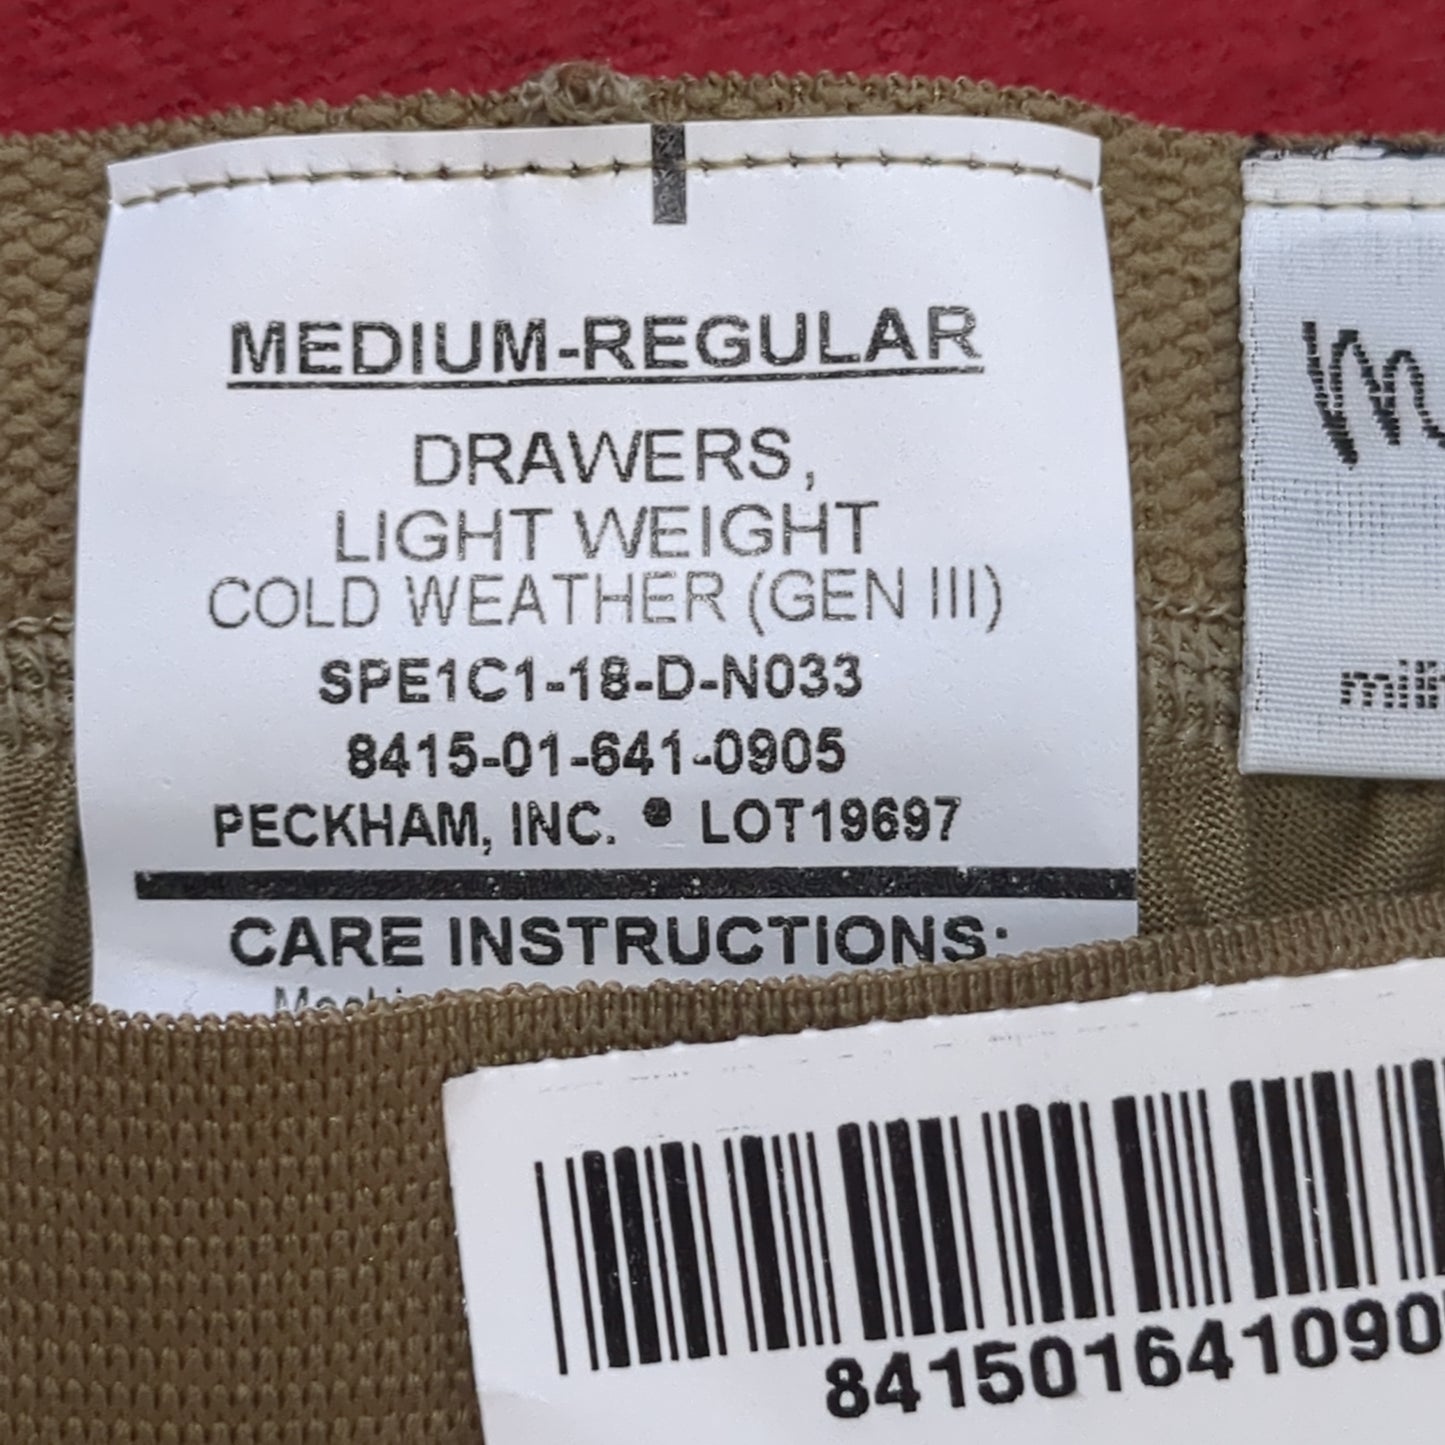 MEDIUM-REGULAR
DRAWERS,
LIGHT WEIGHT
COLD WEATHER (GEN III)
SPE1C1-18-D-N033
8415-01-641-0905
PECKHAM, INC. • LOT19697
CARE INSTRUCTIONS:
841501641090